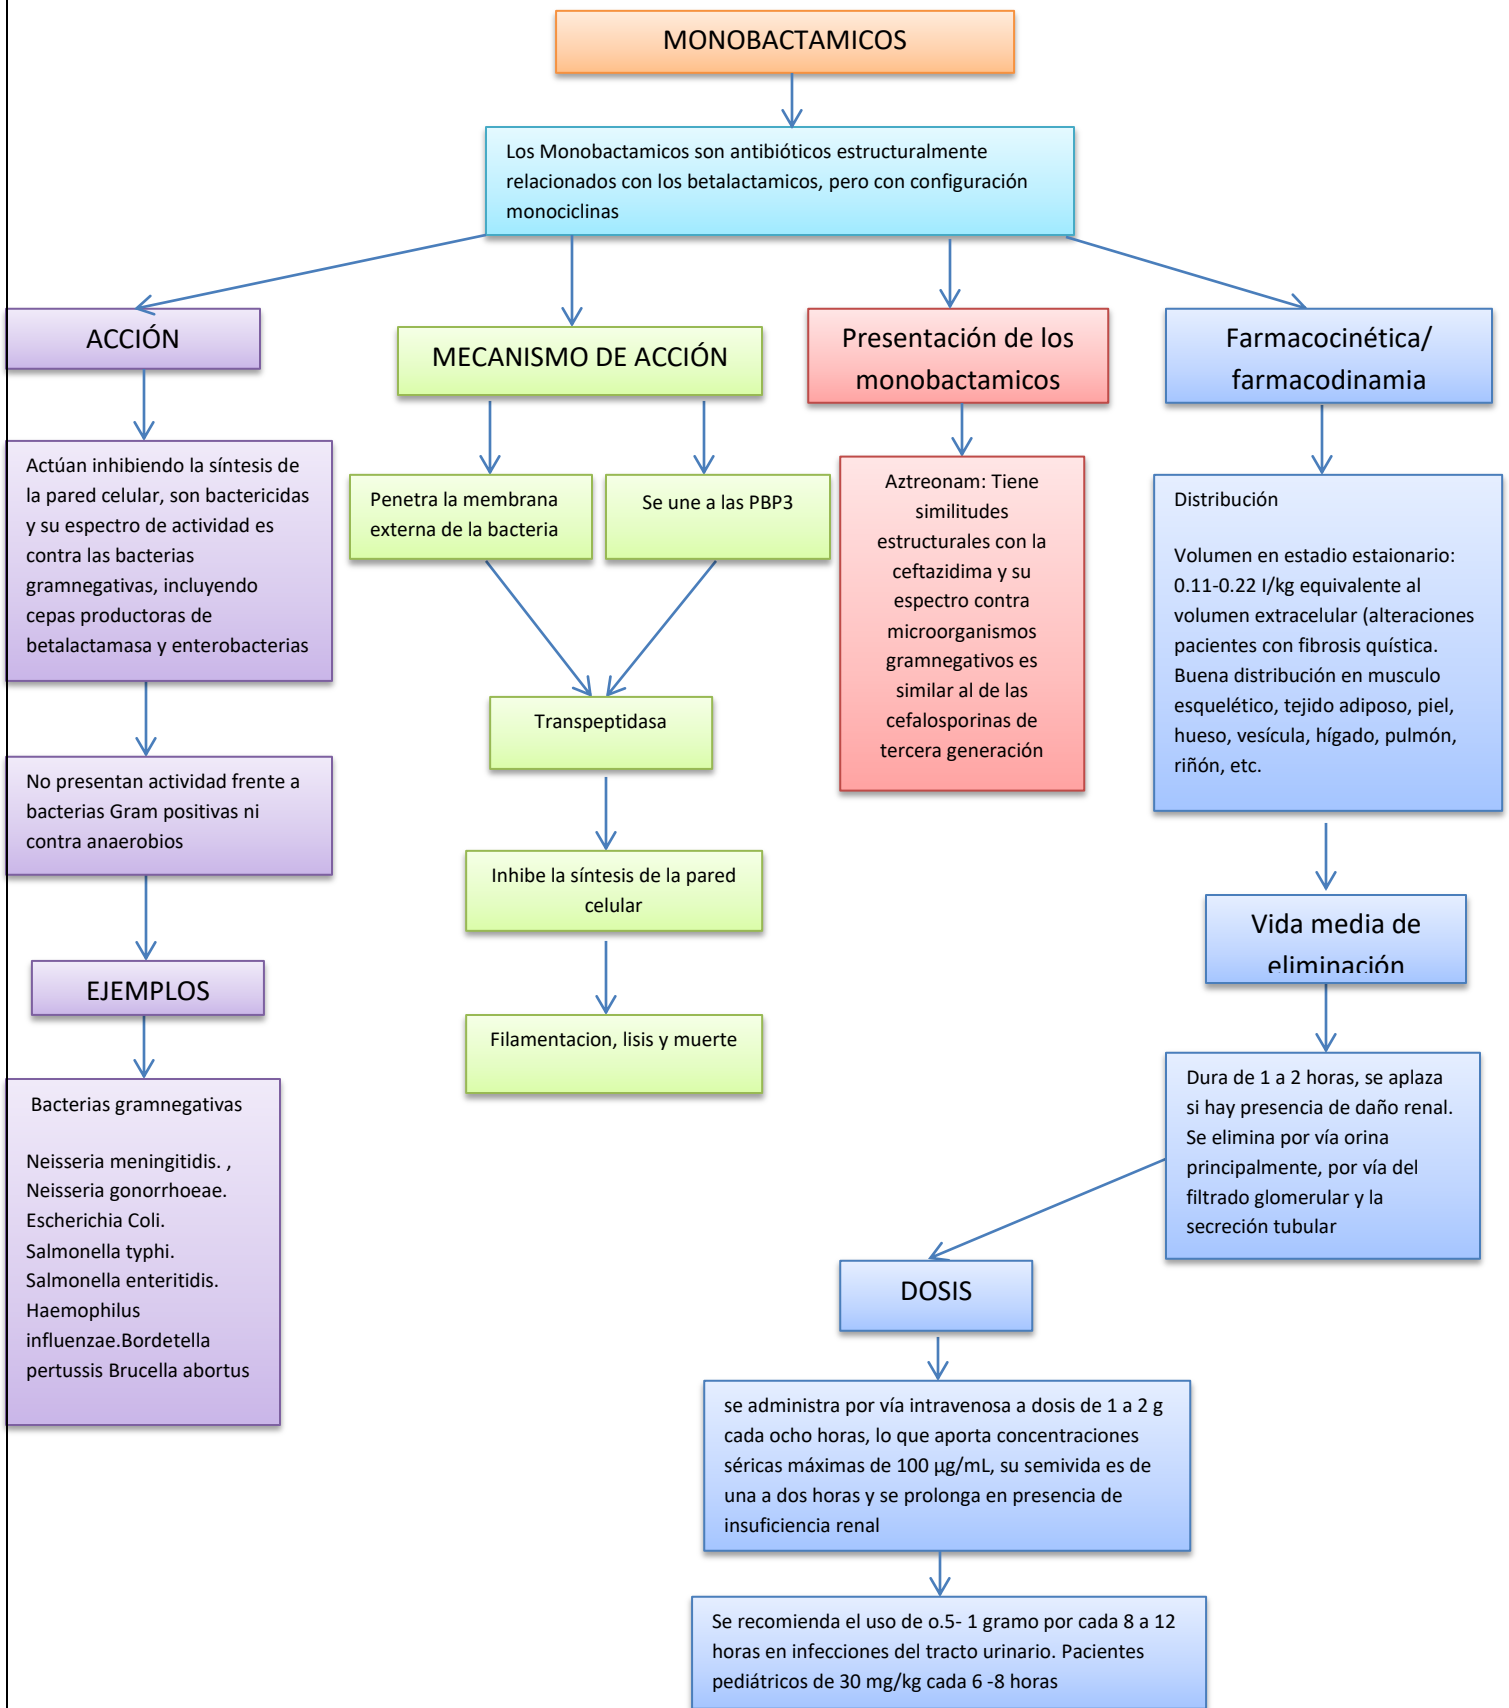 MONOBACTAMICOS
Los Monobactamicos son antibióticos estructuralmente
relacionados con los betalactamicos, pero con configuración
monociclinas
ACCIÓN
Actúan inhibiendo la síntesis de
la pared celular, son bactericidas
y su espectro de actividad es
contra las bacterias
gramnegativas, incluyendo
cepas productoras de
betalactamasa y enterobacterias
No presentan actividad frente a
bacterias Gram positivas ni
contra anaerobios
EJEMPLOS
Bacterias gramnegativas
Neisseria meningitidis. ,
Neisseria gonorrhoeae.
Escherichia Coli.
Salmonella typhi.
Salmonella enteritidis.
Haemophilus
influenzae.Bordetella
pertussis Brucella abortus
MECANISMO DE ACCIÓN
Penetra la membrana
externa de la bacteria
Se une a las PBP3
Transpeptidasa
Inhibe la síntesis de la pared
celular
Filamentacion, lisis y muerte
Presentación de los
monobactamicos
Aztreonam: Tiene
similitudes
estructurales con la
ceftazidima y su
espectro contra
microorganismos
gramnegativos es
similar al de las
cefalosporinas de
tercera generación
Farmacocinética/
farmacodinamia
Distribución
Volumen en estadio estaionario:
0.11-0.22 I/kg equivalente al
volumen extracelular (alteraciones
pacientes con fibrosis quística.
Buena distribución en musculo
esquelético, tejido adiposo, piel,
hueso, vesícula, hígado, pulmón,
riñón, etc.
Vida media de
eliminación
Dura de 1 a 2 horas, se aplaza
si hay presencia de daño renal.
Se elimina por vía orina
principalmente, por vía del
filtrado glomerular y la
secreción tubular
DOSIS
se administra por vía intravenosa a dosis de 1 a 2 g
cada ocho horas, lo que aporta concentraciones
séricas máximas de 100 μg/mL, su semivida es de
una a dos horas y se prolonga en presencia de
insuficiencia renal
Se recomienda el uso de o.5- 1 gramo por cada 8 a 12
horas en infecciones del tracto urinario. Pacientes
pediátricos de 30 mg/kg cada 6 -8 horas